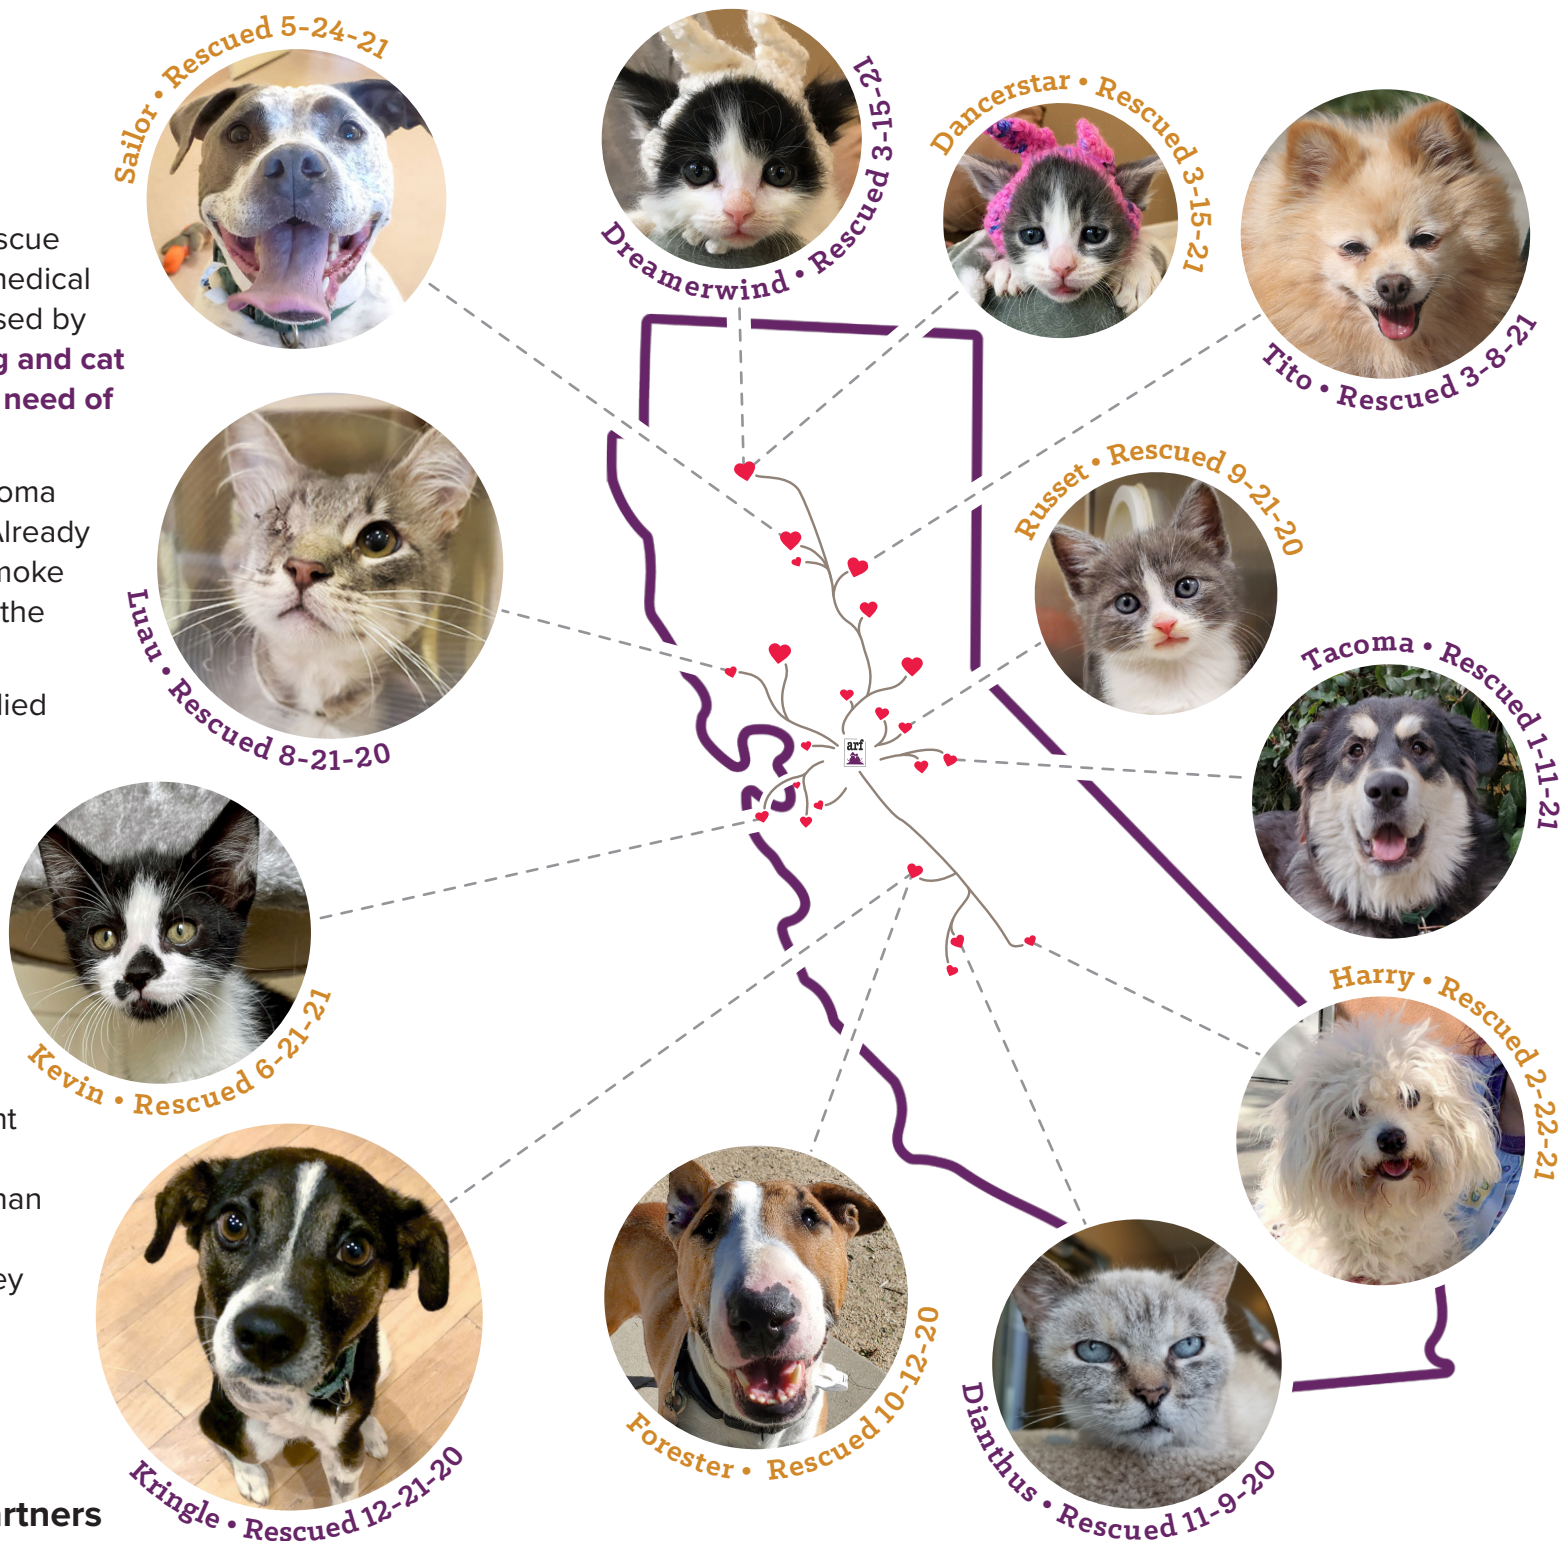 Sailor • Rescued 5-24-21
Dreamerwind • Rescued 3-15-21
Dancerstar • Rescued 3-15-21
Tito • Rescued 3-8-21
scue
nedical
sed by
g and cat
need of
oma
Already
moke
the
lied
Luau • Rescued 8-21-20
Russet • Rescued 9-21-20
Tacoma • Rescued 1-11-21
arf
Kevin • Rescued 6-21-21
Harry • Rescued 2-22-21
nt
nan
ey
Kringle • Rescued 12-21-20
Forester • Rescued 10-12-20
Dianthus • Rescued 11-9-20
artners